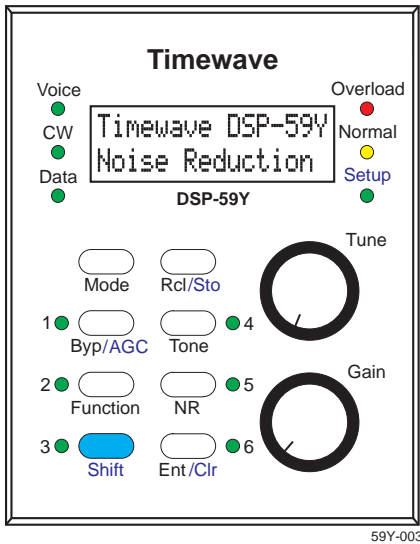 Timewave
Voice
Overload
CW
Normal
Data
Setup
Timewave DSP-59Y
Noise Reduction
DSP-59Y
Tune
Mode
Rcl/Sto
1
4
Byp/AGC
Tone
Gain
2
5
Function
NR
3
6
Shift
Ent/Clr
59Y-003